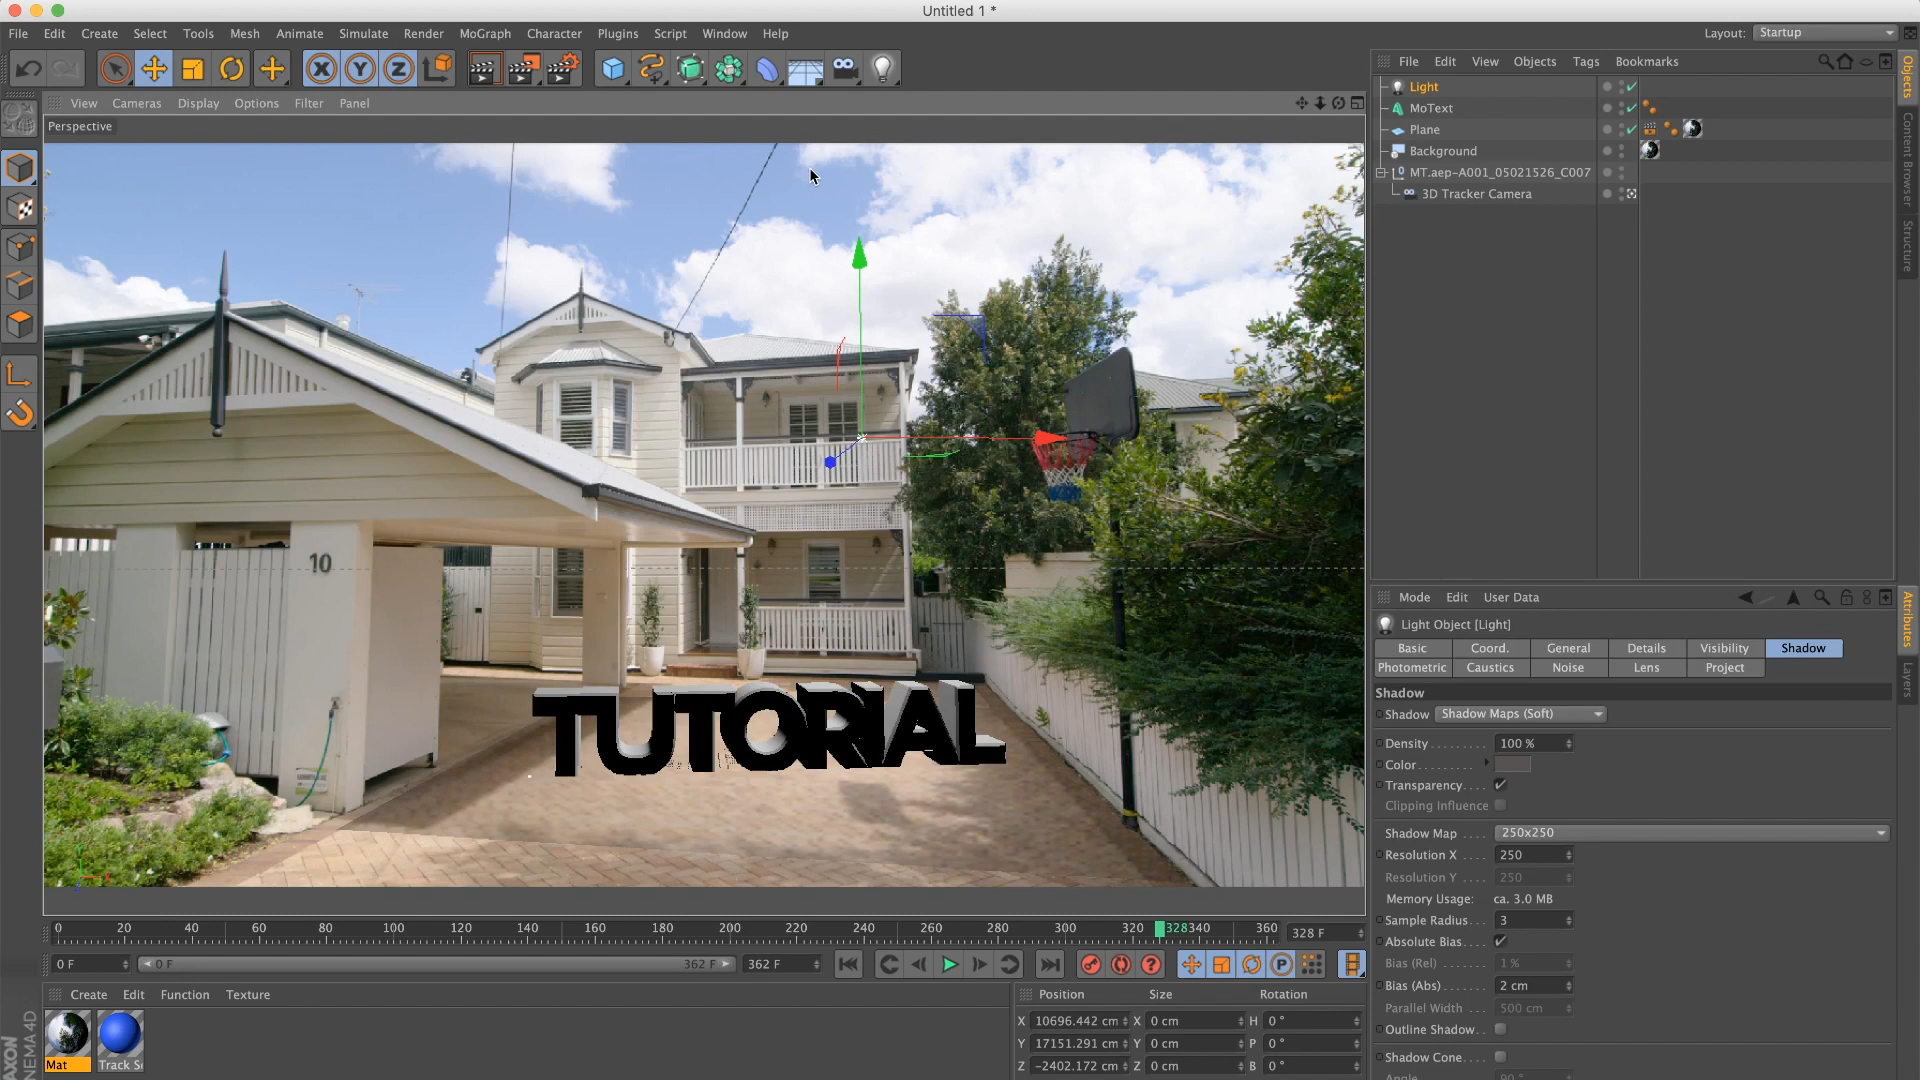 Untitled 1 *
File Edit Create Select Tools Mesh Animate Simulate Render MoGraph Character Plugins Script Window Help
Layout: Startup
X Y Z
File Edit View Objects Tags Bookmarks
View Cameras Display Options Filter Panel
Perspective
Light
MoText
Plane
Background
MT.aep-A001_05021526_C007
3D Tracker Camera
Objects
Content Browser
Structure
10
TUTORIAL
Mode Edit User Data
Light Object [Light]
Basic Coord. General Details Visibility Shadow
Photometric Caustics Noise Lens Project
Attributes
Layers
Shadow
Shadow Shadow Maps (Soft)
Density........ 100 %
Color.........
Transparency....
Clipping Influence
Shadow Map .... 250x250
Resolution X .... 250
Resolution Y .... 250
Memory Usage: ca. 3.0 MB
Sample Radius... 3
Absolute Bias....
Bias (Rel) ...... 1 %
Bias (Abs)....... 2 cm
Parallel Width ... 500 cm
Outline Shadow..
Shadow Cone....
0 20 40 60 80 100 120 140 160 180 200 220 240 260 280 300 320 328 340 360 328 F
0 F 0 F 362 F 362 F
P
Create Edit Function Texture
Position Size Rotation
X 10696.442 cm X 0 cm H 0 °
Y 17151.291 cm Y 0 cm P 0 °
Z -2402.172 cm Z 0 cm B 0 °
Mat